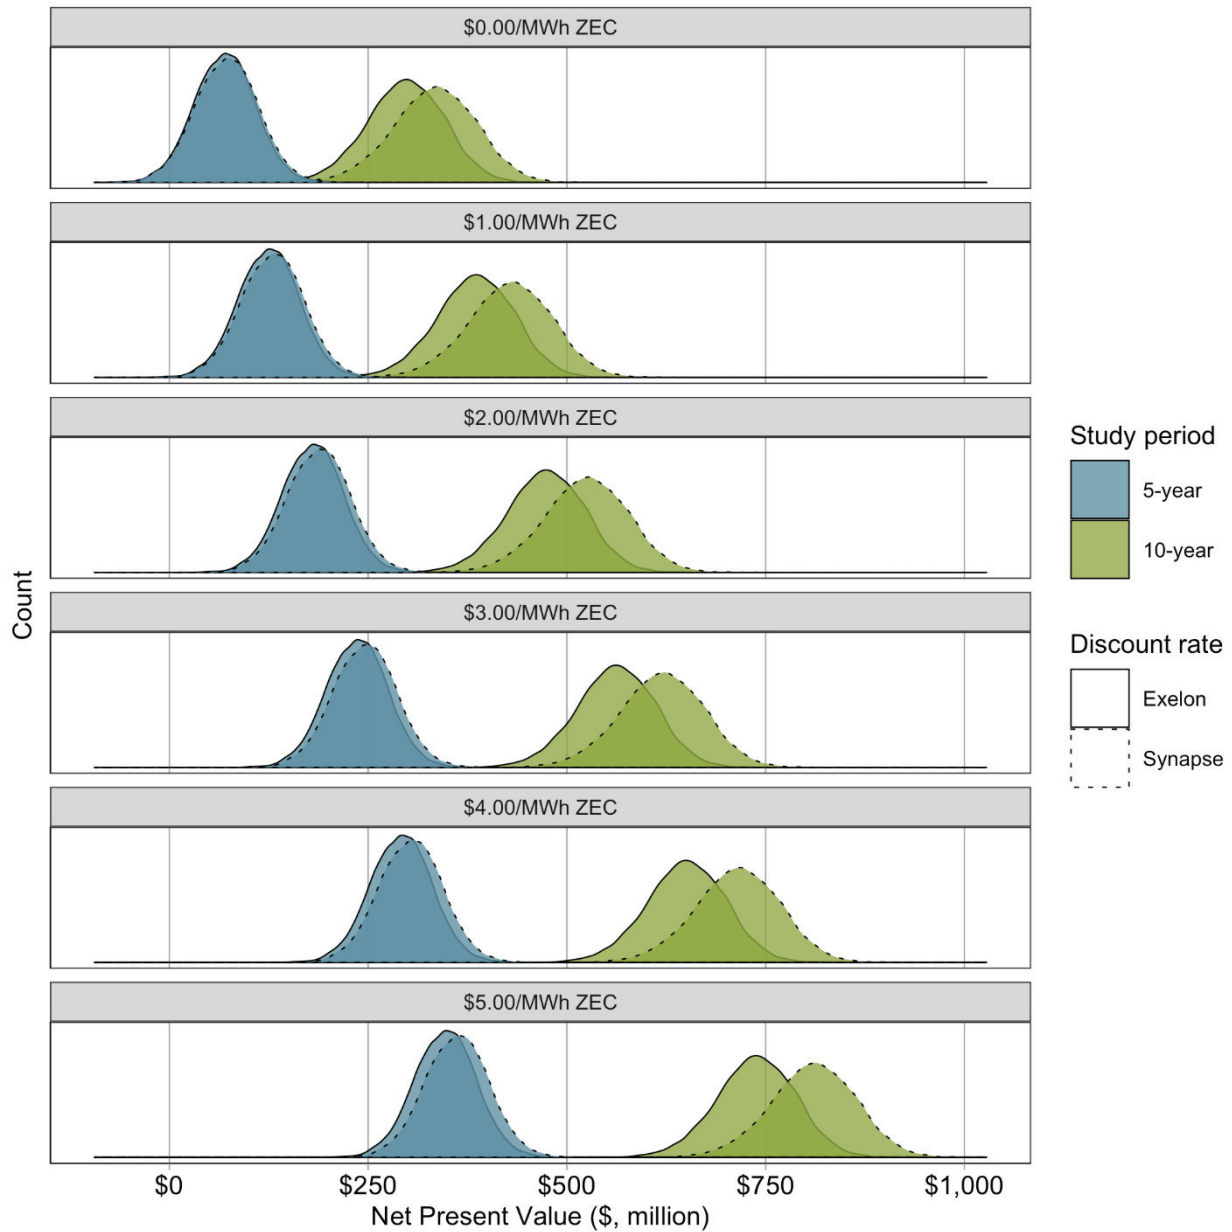 $0.00/MWh ZEC
$1.00/MWh ZEC
$2.00/MWh ZEC
$3.00/MWh ZEC
$4.00/MWh ZEC
$5.00/MWh ZEC
Count
$0 $250 $500 $750 $1,000
Net Present Value ($, million)
Study period
5-year
10-year
Discount rate
Exelon
Synapse